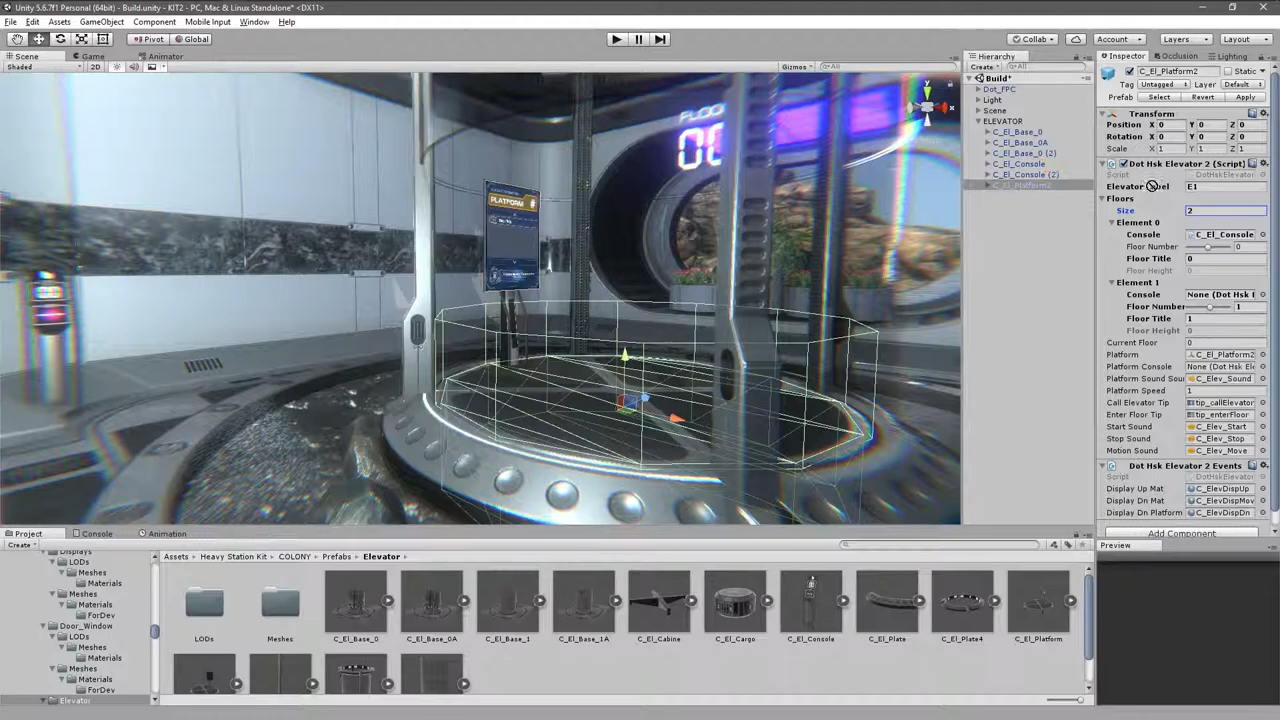 Unity 5.6.7f1 Personal (64bit) - Build.unity - KIT2 - PC, Mac & Linux Standalone* <DX11>
File Edit Assets GameObject Component Mobile Input Window Help
Pivot Global Collab Account Layers Layout
Scene Game Animator
Shaded 2D Gizmos All
FLOOR
00
PLATFORM #
Hierarchy
Create All
Build*
Dot_FPC
Light
Scene
ELEVATOR
C_El_Base_0
C_El_Base_0A
C_El_Base_0 (2)
C_El_Console
C_El_Console (2)
C_El_Platform2
Inspector Occlusion Lighting
C_El_Platform2 Static
Tag Untagged Layer Default
Prefab Select Revert Apply
Transform
Position X 0 Y 0 Z 0
Rotation X 0 Y 0 Z 0
Scale X 1 Y 1 Z 1
Dot Hsk Elevator 2 (Script)
Script DotHskElevator
Elevator Label E1
Floors
Size 2
Element 0
Console C_El_Console
Floor Number 0
Floor Title 0
Floor Height 0
Element 1
Console None (Dot Hsk
Floor Number 1
Floor Title 1
Floor Height 0
Current Floor 0
Platform C_El_Platform2
Platform Console None (Dot Hsk Ele
Platform Sound Sour C_Elev_Sound
Platform Speed 1
Call Elevator Tip tip_callElevator
Enter Floor Tip tip_enterFloor
Start Sound C_Elev_Start
Stop Sound C_Elev_Stop
Motion Sound C_Elev_Move
Dot Hsk Elevator 2 Events
Script DotHskElevator
Display Up Mat C_ElevDispUp
Display Dn Mat C_ElevDispMov
Display Dn Platform C_ElevDispDn
Add Component
Preview
Project Console Animation
Create
Displays
LODs
Meshes
Materials
Meshes
Materials
ForDev
Door_Window
LODs
Meshes
Materials
Meshes
Materials
ForDev
Elevator
Assets Heavy Station Kit COLONY Prefabs Elevator
LODs Meshes C_El_Base_0 C_El_Base_0A C_El_Base_1 C_El_Base_1A C_El_Cabine C_El_Cargo C_El_Console C_El_Plate C_El_Plate4 C_El_Platform